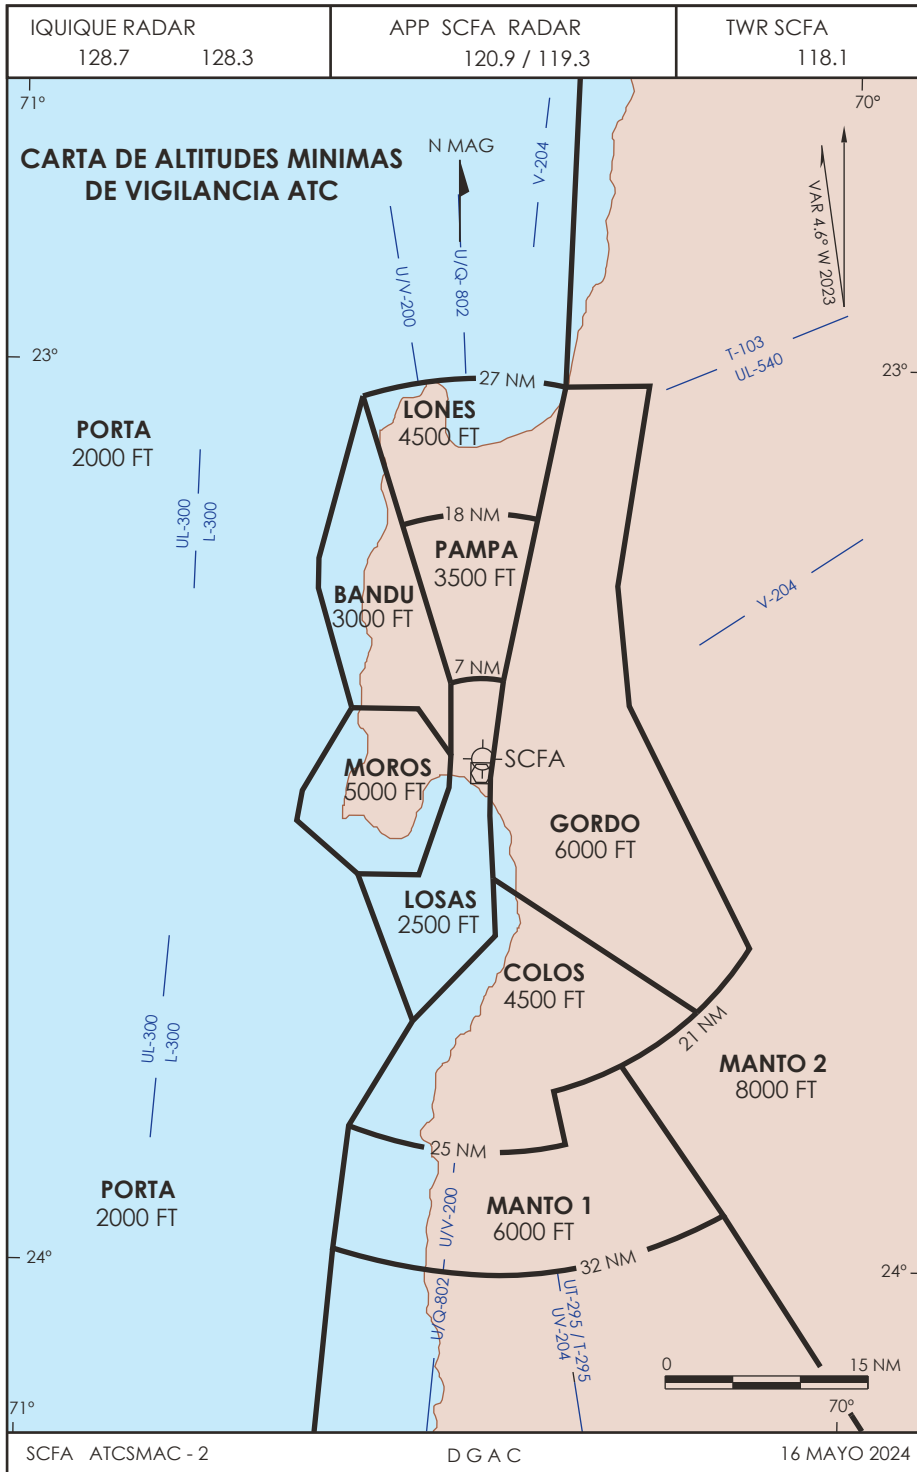 IQUIQUE RADAR
128.7 128.3
APP SCFA RADAR
120.9 / 119.3
TWR SCFA
118.1
71°
70°
CARTA DE ALTITUDES MINIMAS
DE VIGILANCIA ATC
N MAG
V-204
VAR 4.6° W 2023
U/V-200
U/Q-802
T-103
UL-540
23°
23°
27 NM
LONES
4500 FT
PORTA
2000 FT
UL-300
L-300
18 NM
PAMPA
3500 FT
BANDU
3000 FT
V-204
7 NM
SCFA
MOROS
5000 FT
GORDO
6000 FT
LOSAS
2500 FT
COLOS
4500 FT
UL-300
L-300
21 NM
MANTO 2
8000 FT
25 NM
PORTA
2000 FT
U/V-200
MANTO 1
6000 FT
24°
32 NM
24°
U/Q-802
UT-295 / T-295
UV-204
0 15 NM
71°
70°
SCFA ATCSMAC - 2
D G A C
16 MAYO 2024